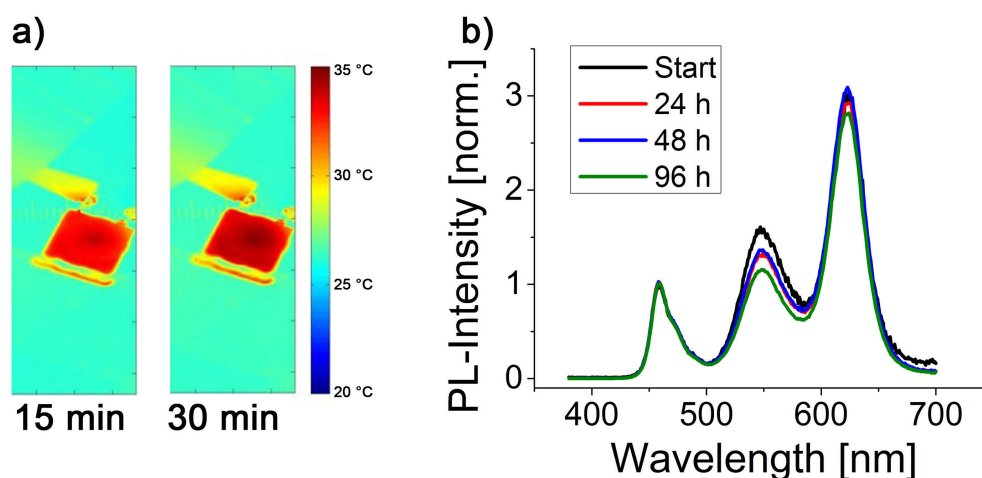 a)
35 °C
30 °C
25 °C
20 °C
15 min
30 min
b)
Start
24 h
48 h
96 h
PL-Intensity [norm.]
3
2
1
0
400
500
600
700
Wavelength [nm]